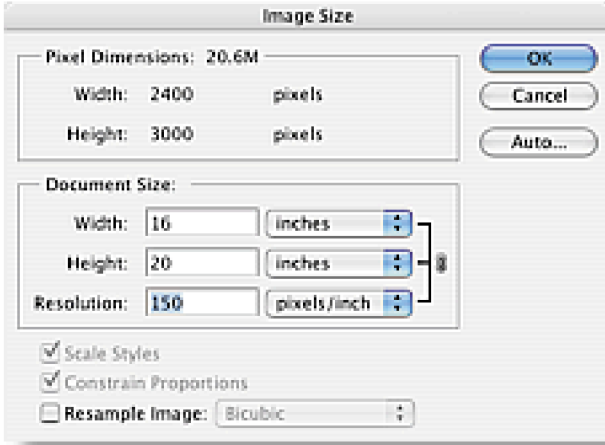 Image Size
Pixel Dimensions: 20.6M
Width: 2400 pixels
Height: 3000 pixels
OK
Cancel
Auto...
Document Size:
Width: 16 inches
Height: 20 inches
Resolution: 150 pixels/inch
Scale Styles
Constrain Proportions
Resample Image: Bicubic